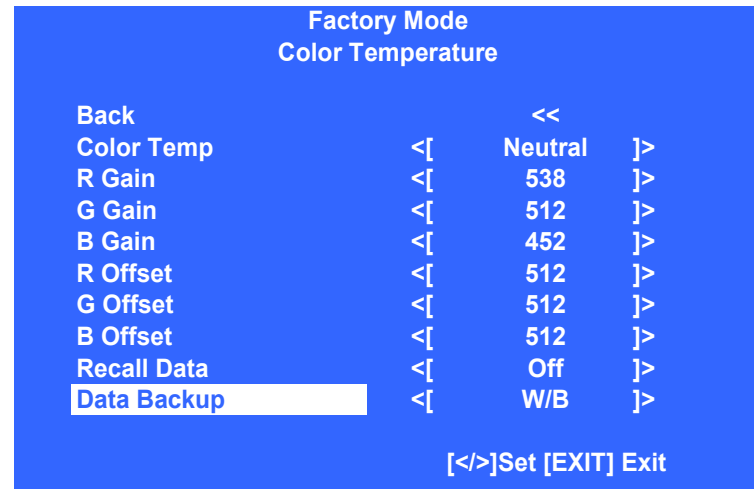 Factory Mode
Color Temperature
Back <<
Color Temp <[ Neutral ]>
R Gain <[ 538 ]>
G Gain <[ 512 ]>
B Gain <[ 452 ]>
R Offset <[ 512 ]>
G Offset <[ 512 ]>
B Offset <[ 512 ]>
Recall Data <[ Off ]>
Data Backup <[ W/B ]>
[</>]Set [EXIT] Exit